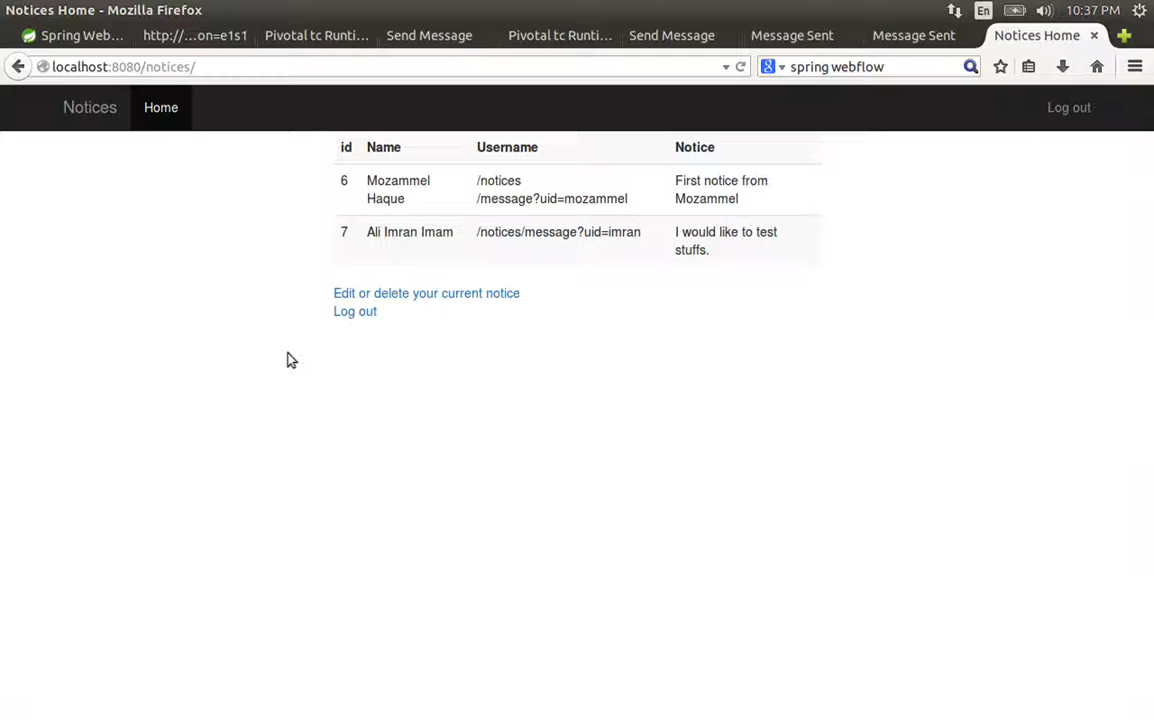 Notices Home - Mozilla Firefox En 10:37 PM
Spring Web... http://...on=e1s1 Pivotal tc Runti... Send Message Pivotal tc Runti... Send Message Message Sent Message Sent Notices Home
localhost:8080/notices/ spring webflow
Notices Home Log out
id Name Username Notice
6 Mozammel /notices First notice from
Haque /message?uid=mozammel Mozammel
7 Ali Imran Imam /notices/message?uid=imran I would like to test
stuffs.
Edit or delete your current notice
Log out